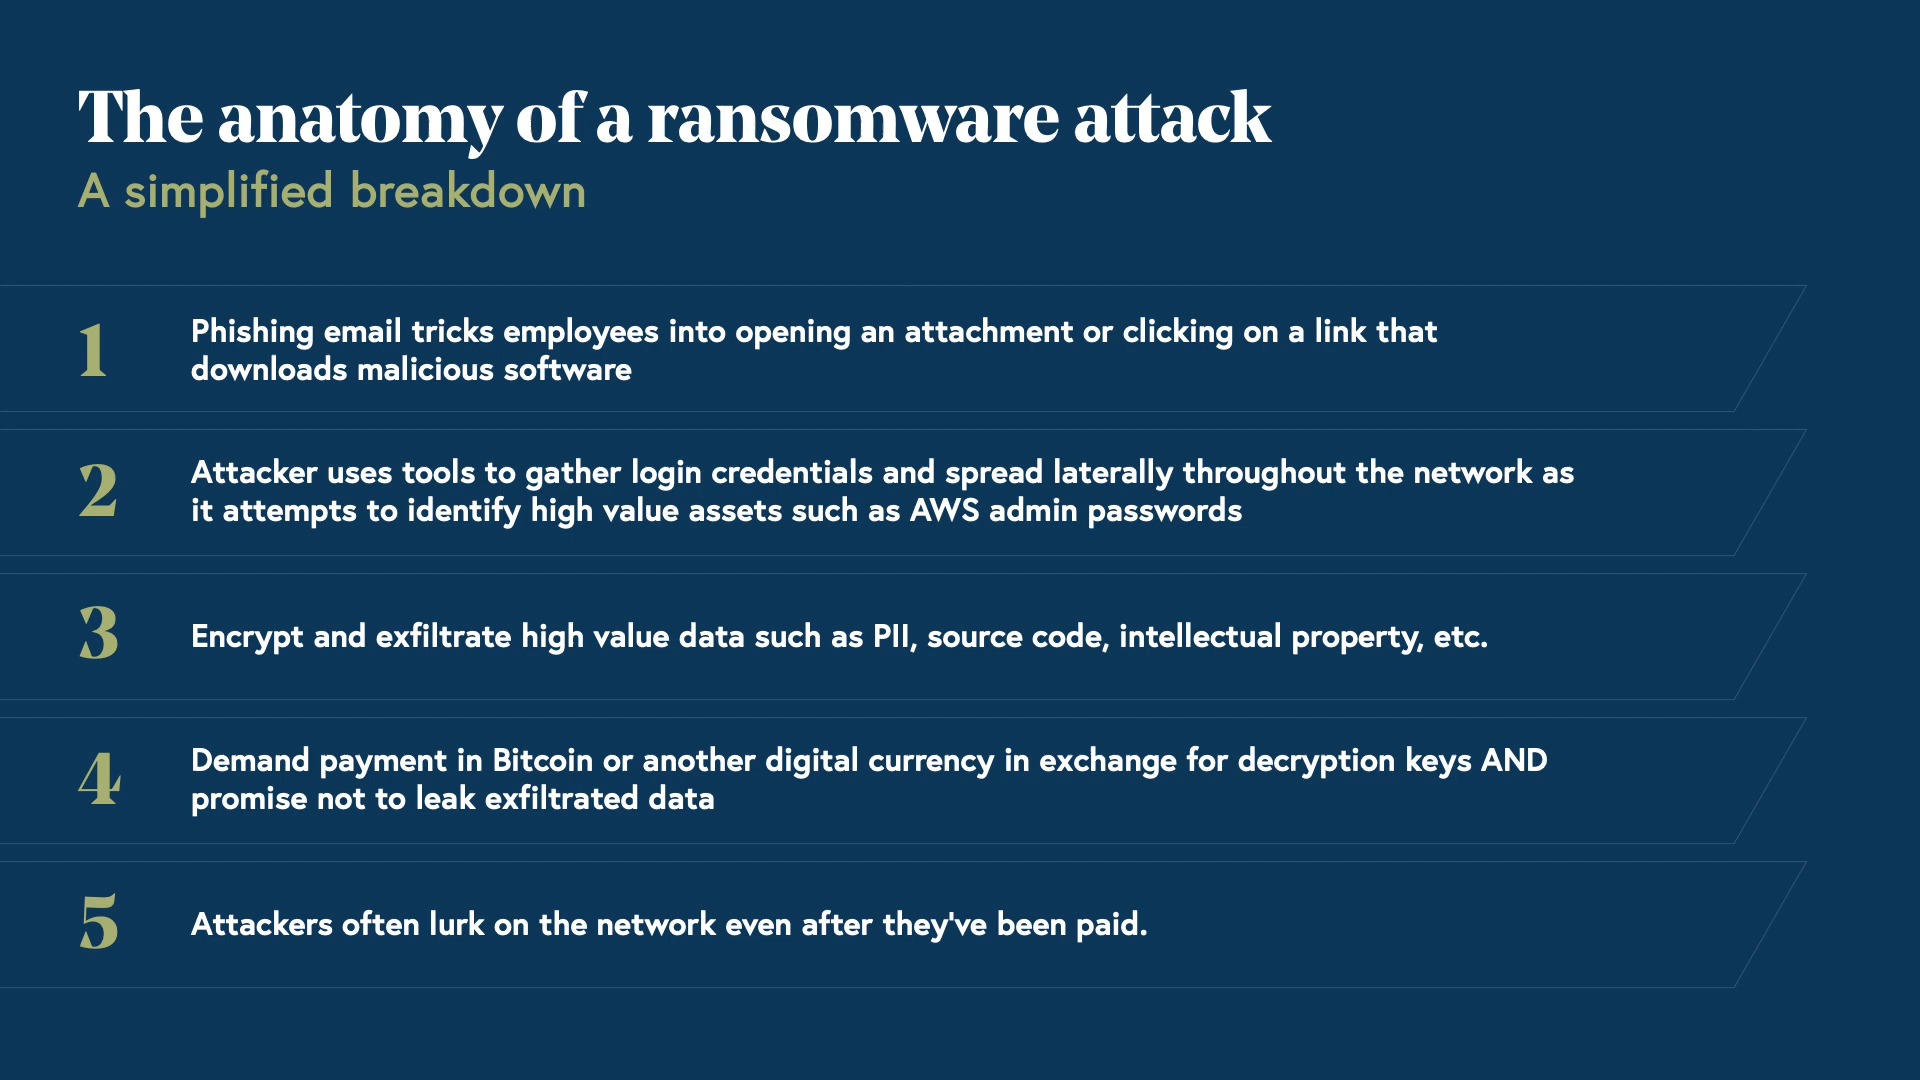 The anatomy of a ransomware attack
A simplified breakdown
1
Phishing email tricks employees into opening an attachment or clicking on a link that
downloads malicious software
2
Attacker uses tools to gather login credentials and spread laterally throughout the network as
it attempts to identify high value assets such as AWS admin passwords
3
Encrypt and exfiltrate high value data such as PII, source code, intellectual property, etc.
4
Demand payment in Bitcoin or another digital currency in exchange for decryption keys AND
promise not to leak exfiltrated data
5
Attackers often lurk on the network even after they've been paid.